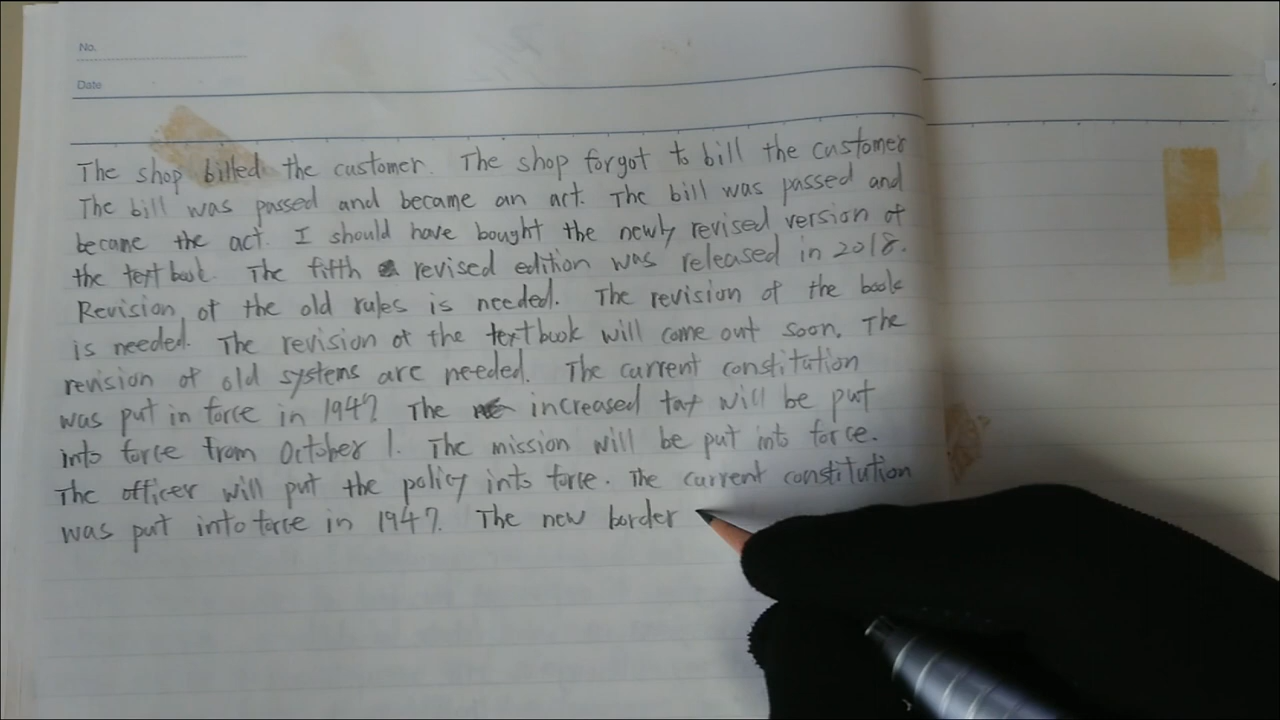 No.
Date
The shop billed the customer. The shop forgot to bill the customer
The bill was passed and became an act. The bill was passed and
became the act. I should have bought the newly revised version of
the text book. The fifth revised edition was released in 2018.
Revision of the old rules is needed. The revision of the book
is needed. The revision of the textbook will come out soon. The
revision of old systems are needed. The current constitution
was put in force in 1947 The increased tax will be put
into force from October 1. The mission will be put into force.
The officer will put the policy into force. The current constitution
was put into force in 1947. The new border